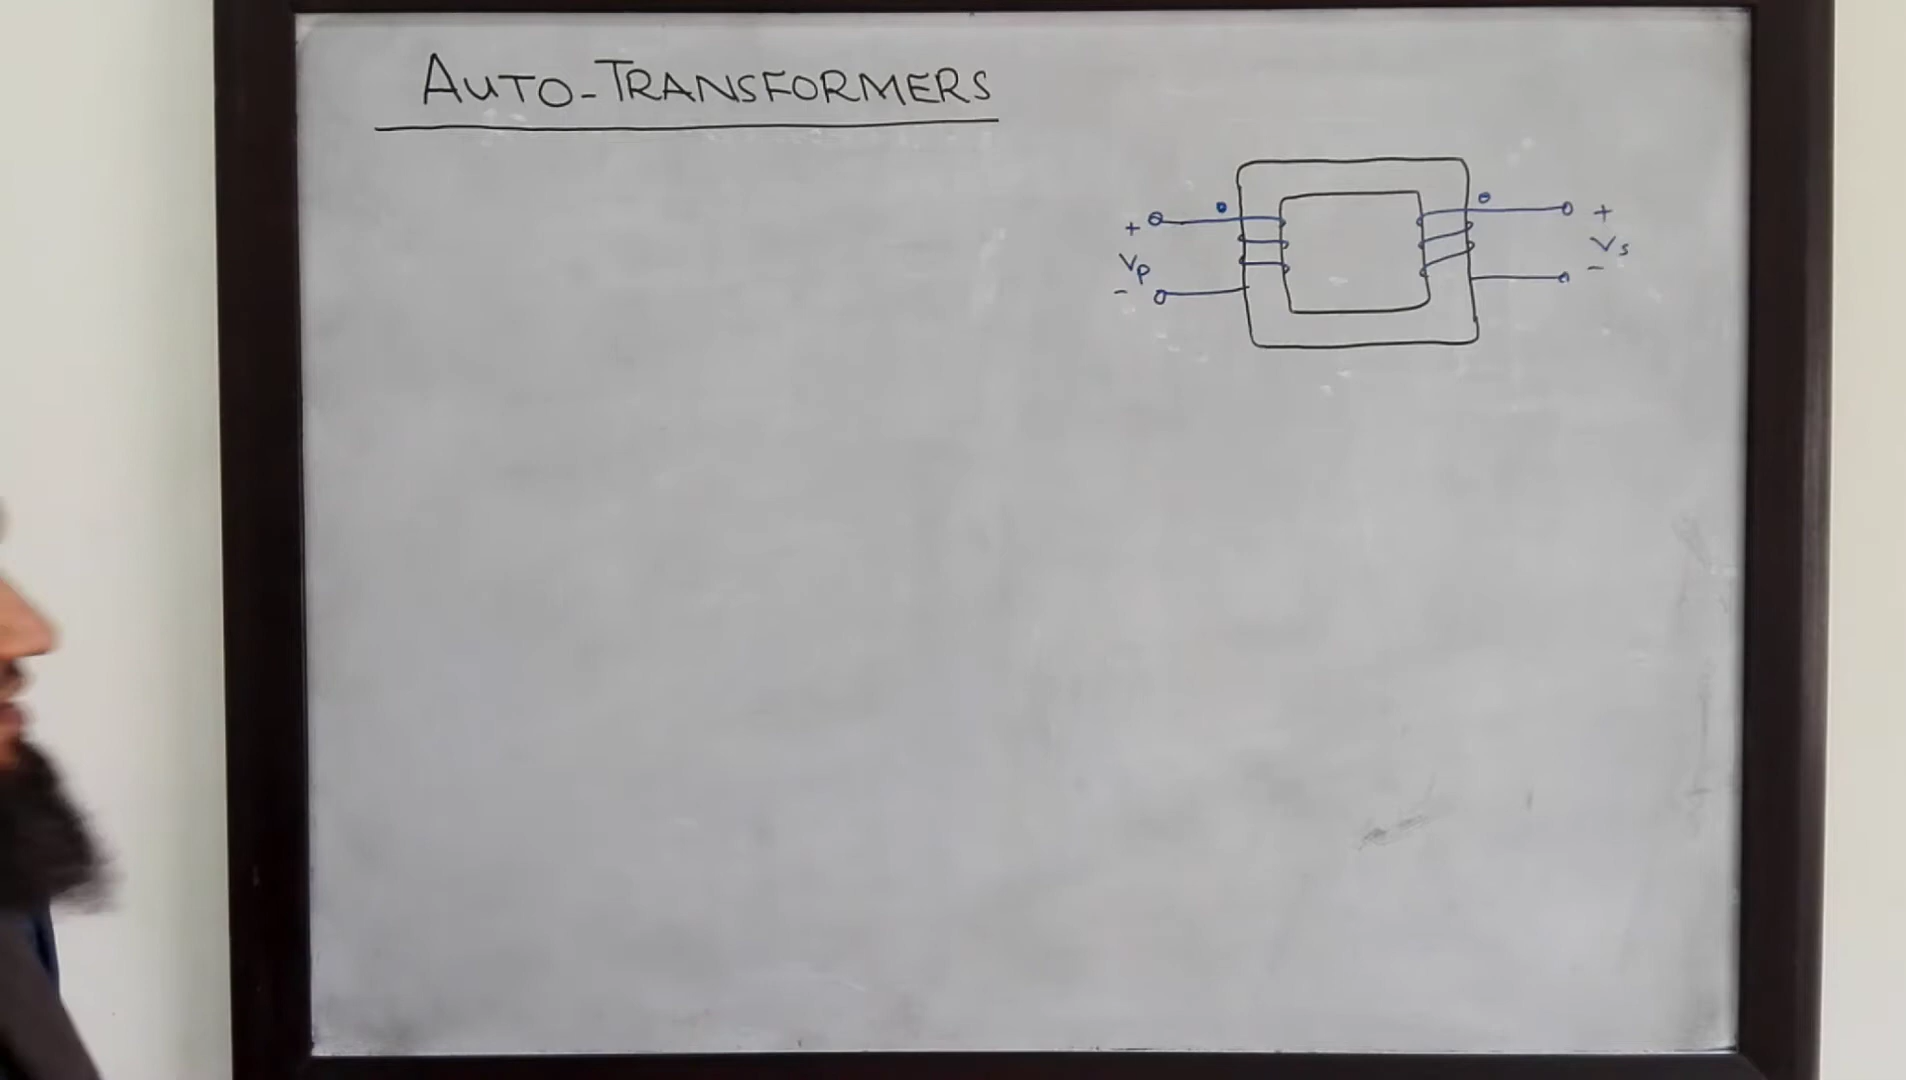 AUTO-TRANSFORMERS
+ Vp -
+ Vs -